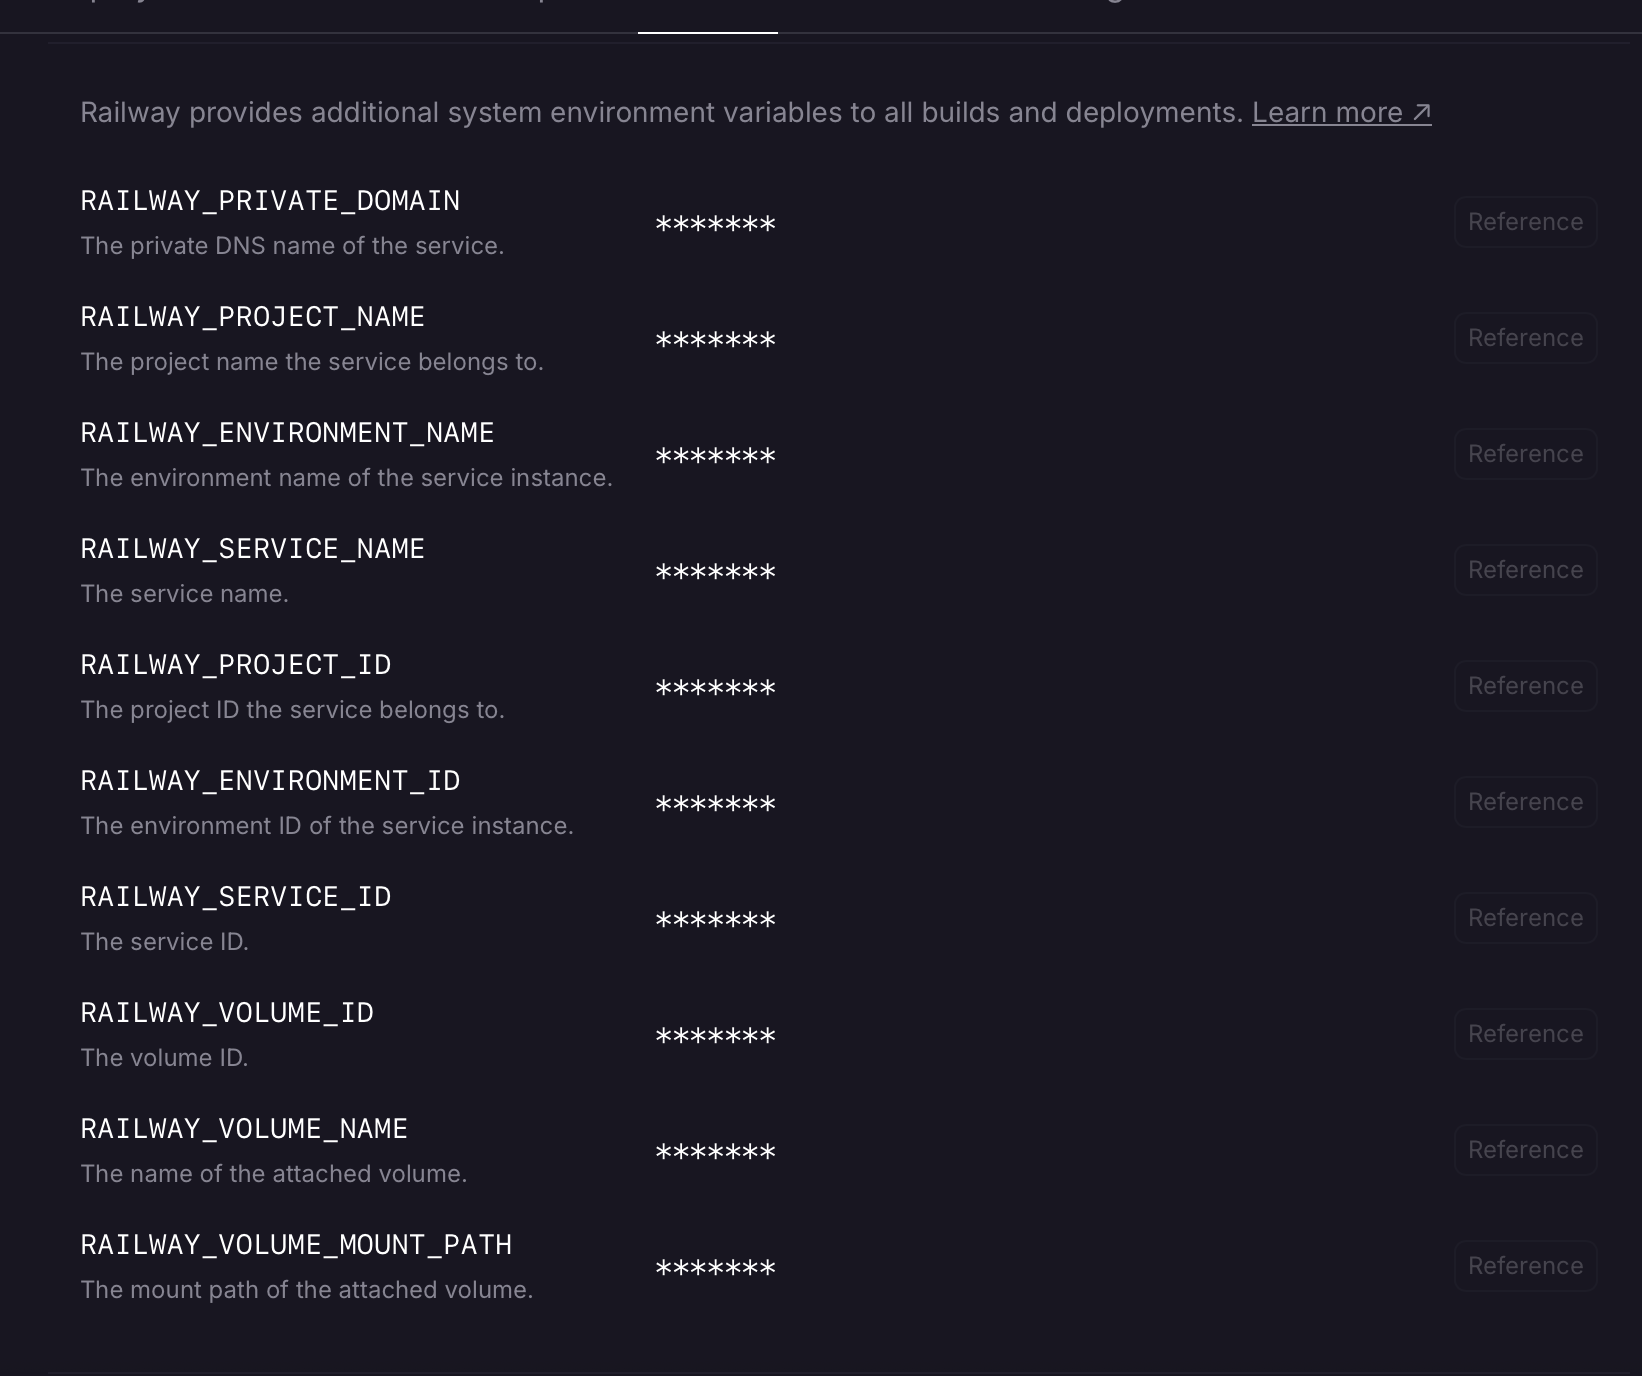 Railway provides additional system environment variables to all builds and deployments. Learn more ↗
RAILWAY_PRIVATE_DOMAIN
The private DNS name of the service.
*******
Reference
RAILWAY_PROJECT_NAME
The project name the service belongs to.
*******
Reference
RAILWAY_ENVIRONMENT_NAME
The environment name of the service instance.
*******
Reference
RAILWAY_SERVICE_NAME
The service name.
*******
Reference
RAILWAY_PROJECT_ID
The project ID the service belongs to.
*******
Reference
RAILWAY_ENVIRONMENT_ID
The environment ID of the service instance.
*******
Reference
RAILWAY_SERVICE_ID
The service ID.
*******
Reference
RAILWAY_VOLUME_ID
The volume ID.
*******
Reference
RAILWAY_VOLUME_NAME
The name of the attached volume.
*******
Reference
RAILWAY_VOLUME_MOUNT_PATH
The mount path of the attached volume.
*******
Reference